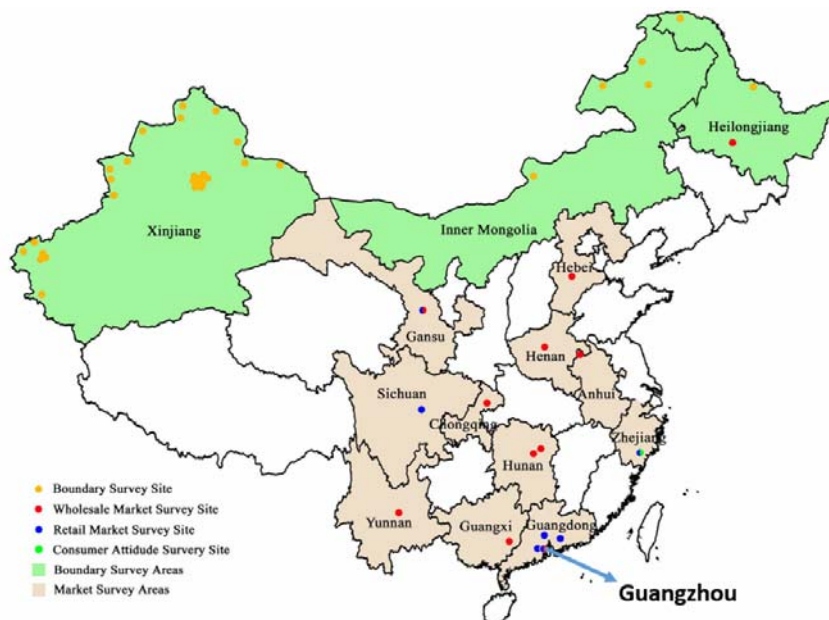 Heilongjiang
Xinjiang
Inner Mongolia
Hebei
Gansu
Henan
Sichuan
Anhui
Chongqing
Zhejiang
Hunan
Yunnan
Guangxi
Guangdong
Guangzhou
Boundary Survey Site
Wholesale Market Survey Site
Retail Market Survey Site
Consumer Attidude Survery Site
Boundary Survey Areas
Market Survey Areas